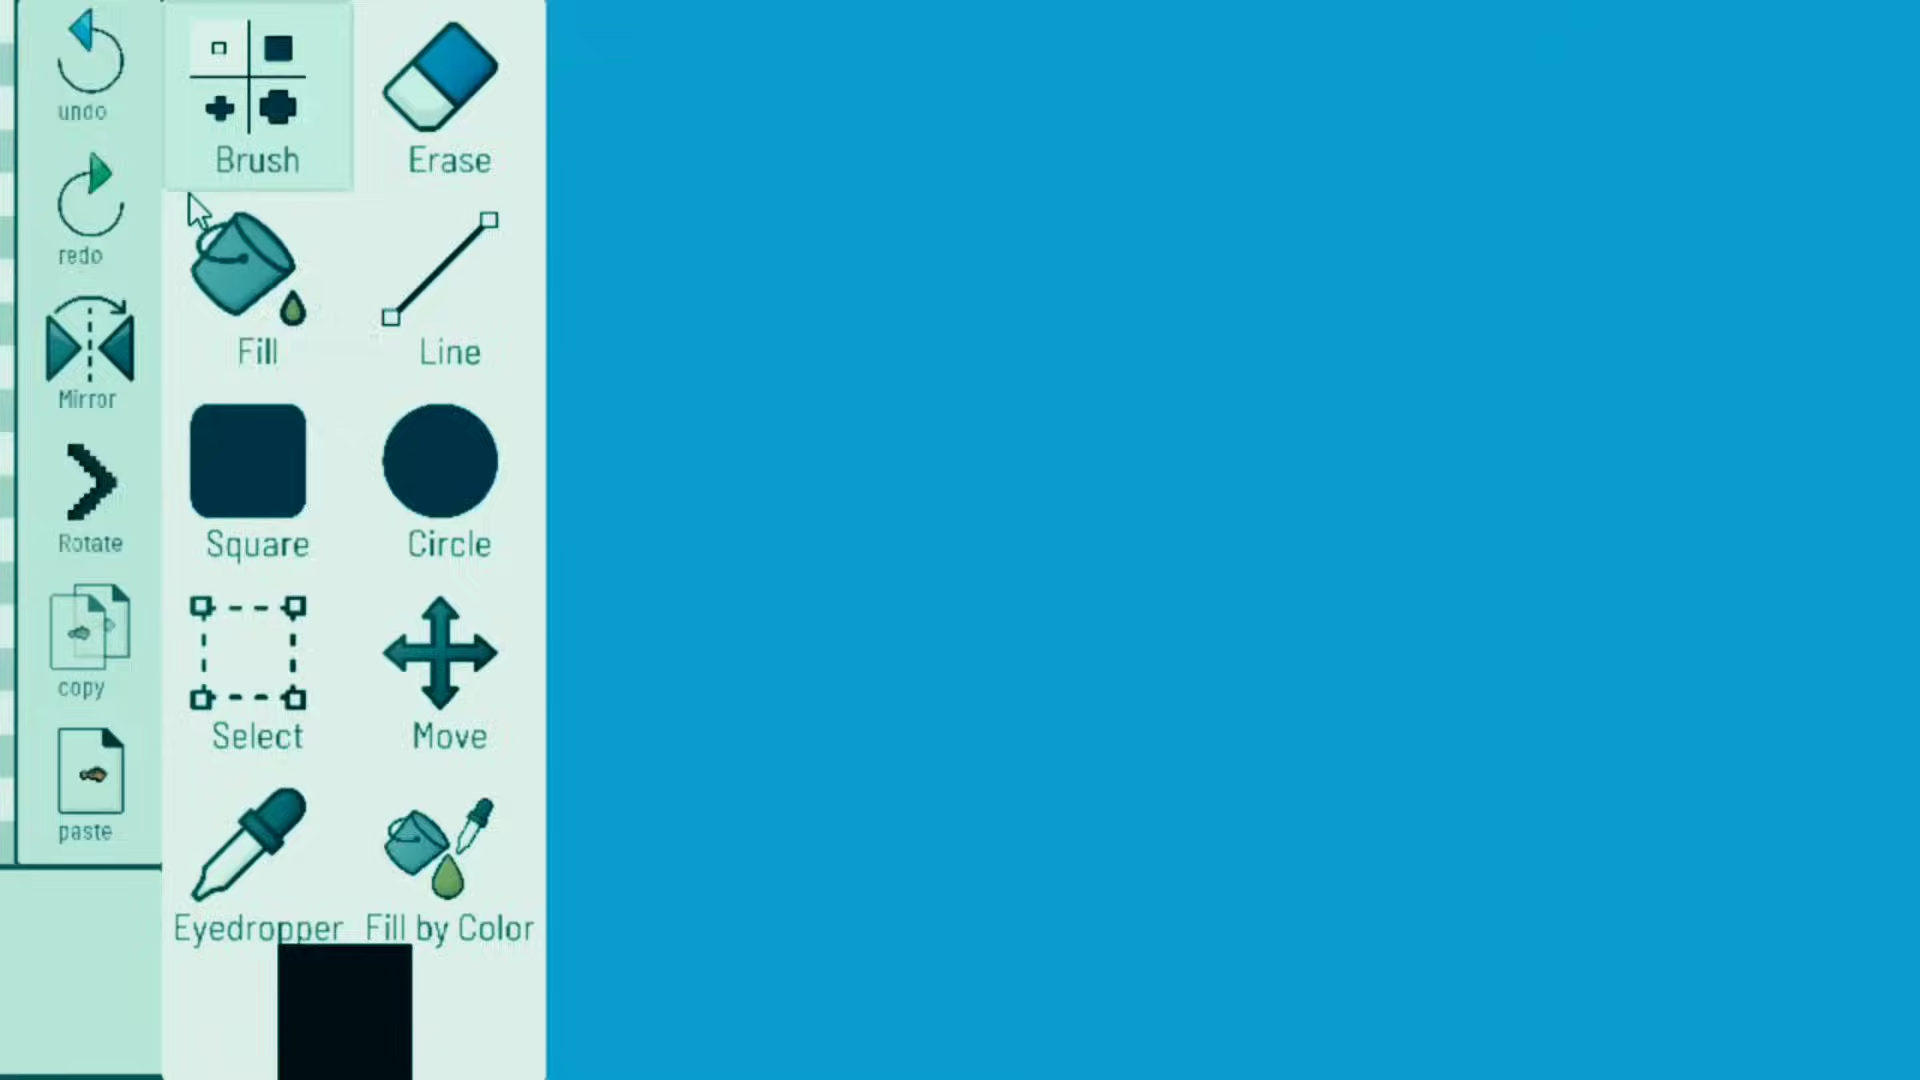 undo
redo
Mirror
Rotate
copy
paste
Brush
Erase
Fill
Line
Square
Circle
Select
Move
Eyedropper
Fill by Color